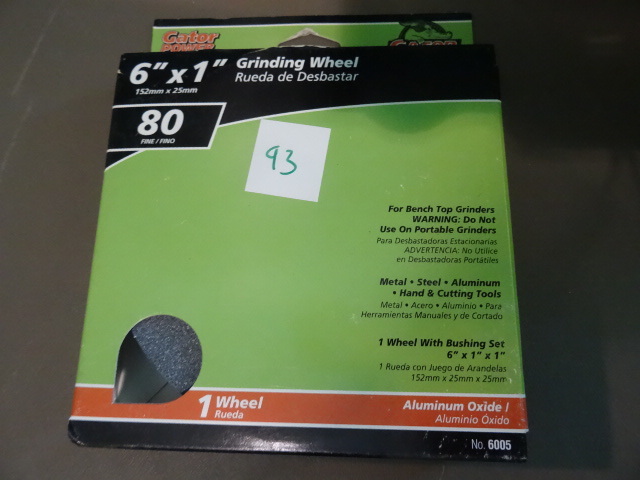 Gator
POWER
GATOR
6" x 1" Grinding Wheel
152mm x 25mm Rueda de Desbastar
80
FINE / FINO
93
For Bench Top Grinders
WARNING: Do Not
Use On Portable Grinders
Para Desbastadoras Estacionarias
ADVERTENCIA: No Utilice
en Desbastadoras Portátiles
Metal • Steel • Aluminum
• Hand & Cutting Tools
Metal • Acero • Aluminio • Para
Herramientas Manuales y de Cortado
1 Wheel With Bushing Set
6" x 1" x 1"
1 Rueda con Juego de Arandelas
152mm x 25mm x 25mm
1 Wheel
Rueda
Aluminum Oxide /
Aluminio Óxido
No. 6005